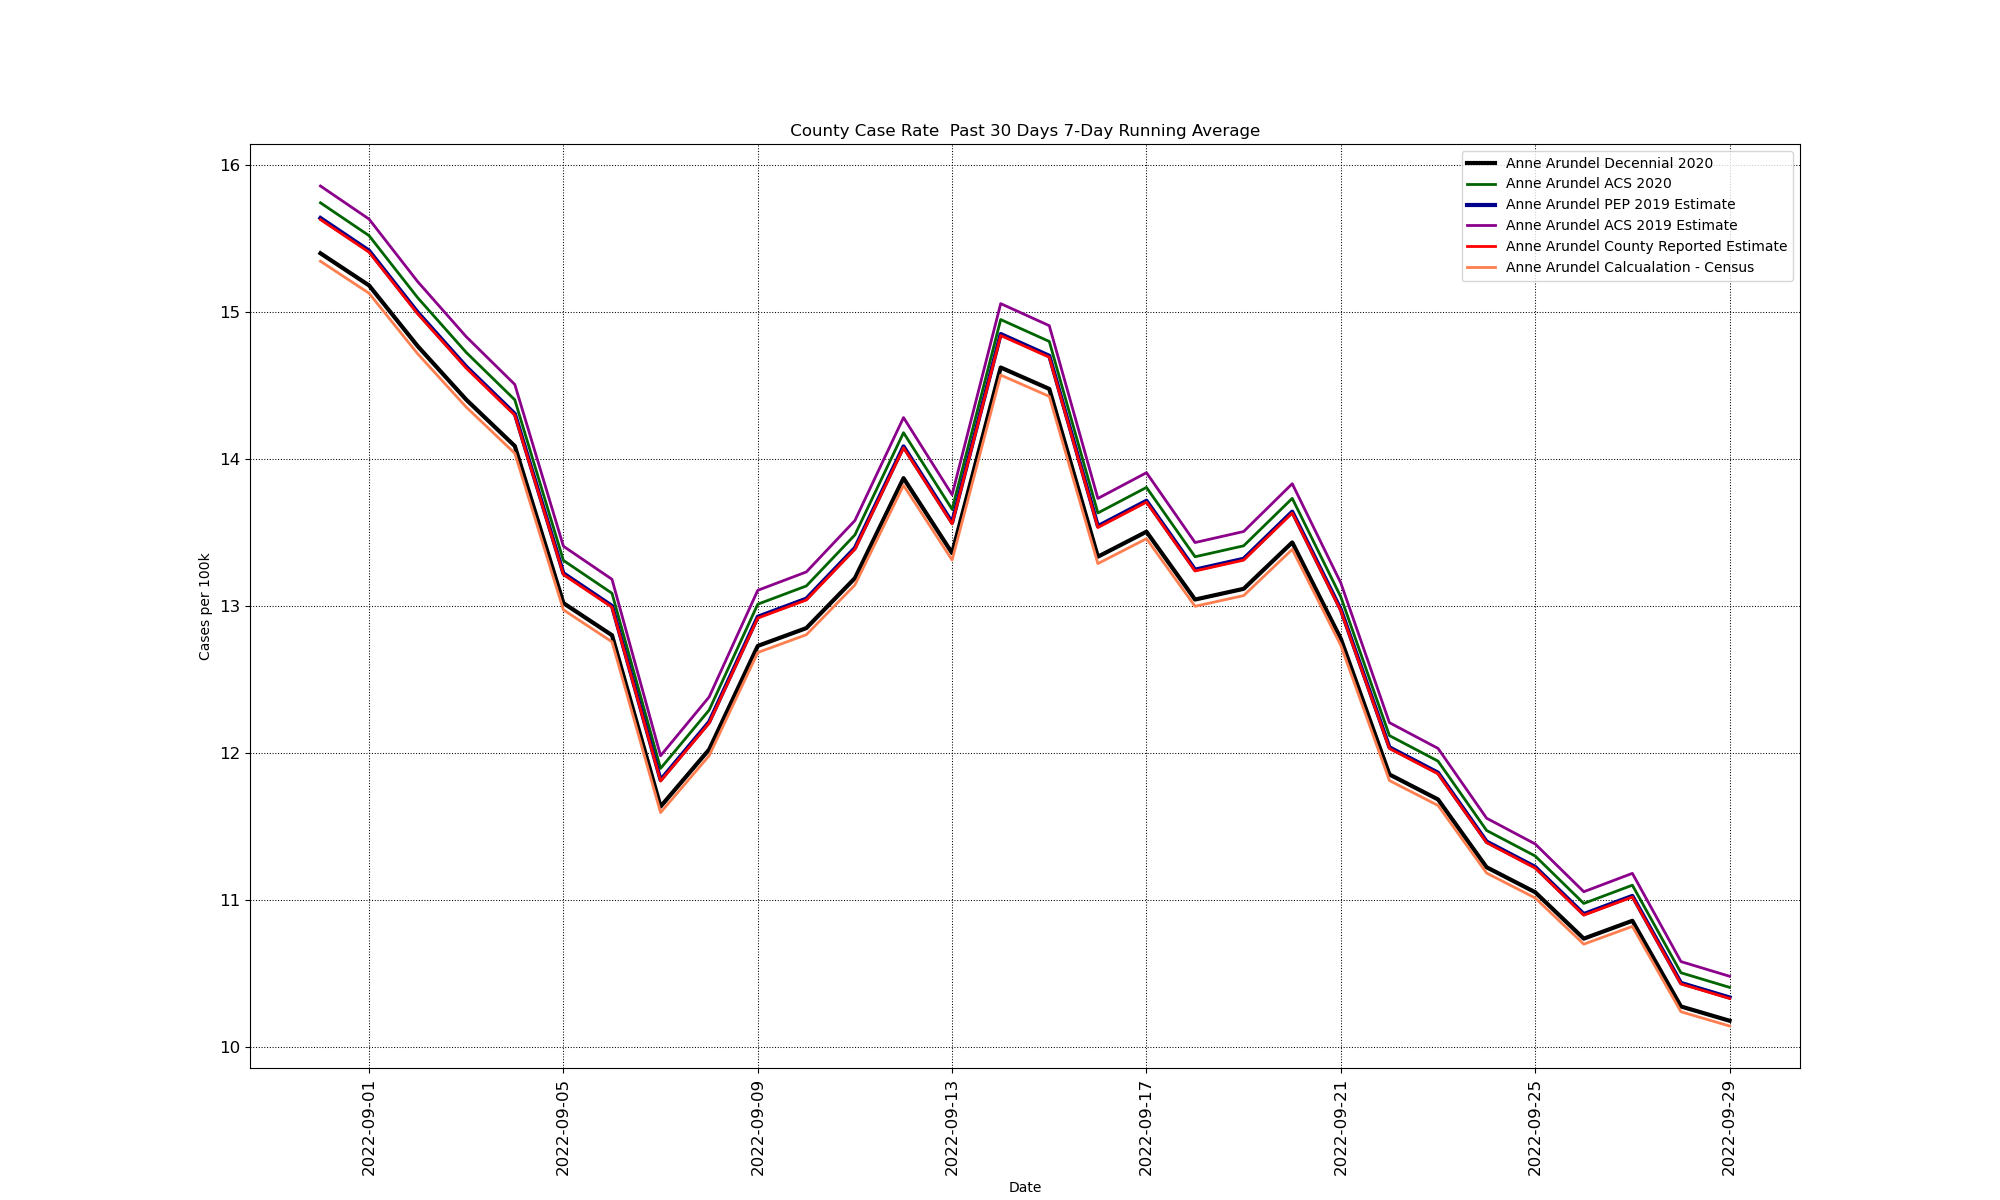 County Case Rate  Past 30 Days 7-Day Running Average
Anne Arundel Decennial 2020
Anne Arundel ACS 2020
Anne Arundel PEP 2019 Estimate
Anne Arundel ACS 2019 Estimate
Anne Arundel County Reported Estimate
Anne Arundel Calcualation - Census
Cases per 100k
16
15
14
13
12
11
10
2022-09-01
2022-09-05
2022-09-09
2022-09-13
2022-09-17
2022-09-21
2022-09-25
2022-09-29
Date